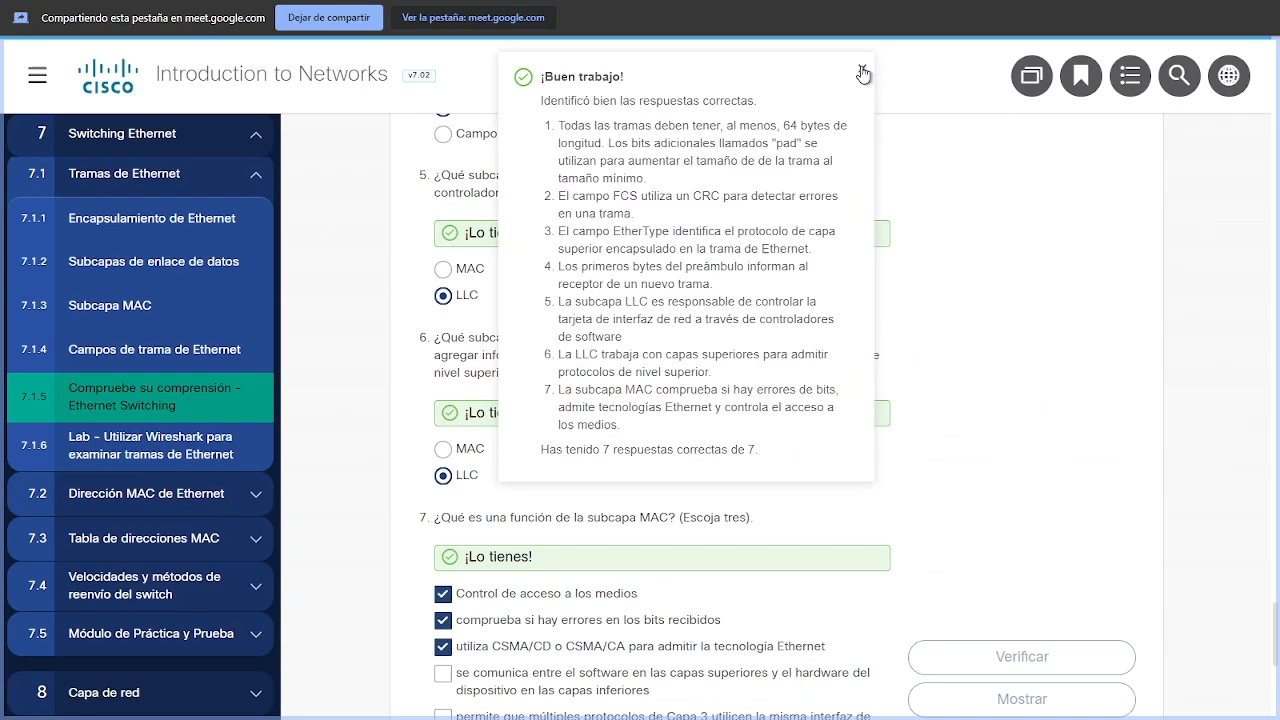 Compartiendo esta pestaña en meet.google.com
Dejar de compartir
Ver la pestaña: meet.google.com
CISCO
Introduction to Networks
v7.02
7 Switching Ethernet
7.1 Tramas de Ethernet
7.1.1 Encapsulamiento de Ethernet
7.1.2 Subcapas de enlace de datos
7.1.3 Subcapa MAC
7.1.4 Campos de trama de Ethernet
7.1.5 Compruebe su comprensión -
Ethernet Switching
7.1.6 Lab - Utilizar Wireshark para
examinar tramas de Ethernet
7.2 Dirección MAC de Ethernet
7.3 Tabla de direcciones MAC
7.4 Velocidades y métodos de
reenvío del switch
7.5 Módulo de Práctica y Prueba
8 Capa de red
¡Buen trabajo!
Identificó bien las respuestas correctas.
1. Todas las tramas deben tener, al menos, 64 bytes de
longitud. Los bits adicionales llamados "pad" se
utilizan para aumentar el tamaño de de la trama al
tamaño mínimo.
2. El campo FCS utiliza un CRC para detectar errores
en una trama.
3. El campo EtherType identifica el protocolo de capa
superior encapsulado en la trama de Ethernet.
4. Los primeros bytes del preámbulo informan al
receptor de un nuevo trama.
5. La subcapa LLC es responsable de controlar la
tarjeta de interfaz de red a través de controladores
de software
6. La LLC trabaja con capas superiores para admitir
protocolos de nivel superior.
7. La subcapa MAC comprueba si hay errores de bits,
admite tecnologías Ethernet y controla el acceso a
los medios.
Has tenido 7 respuestas correctas de 7.
Campo
5. ¿Qué subca
controlador
¡Lo tie
MAC
LLC
6. ¿Qué subca
agregar info
de
nivel superi
¡Lo tie
MAC
LLC
7. ¿Qué es una función de la subcapa MAC? (Escoja tres).
¡Lo tienes!
Control de acceso a los medios
comprueba si hay errores en los bits recibidos
utiliza CSMA/CD o CSMA/CA para admitir la tecnología Ethernet
se comunica entre el software en las capas superiores y el hardware del
dispositivo en las capas inferiores
permite que múltiples protocolos de Capa 3 utilicen la misma interfaz de
Verificar
Mostrar